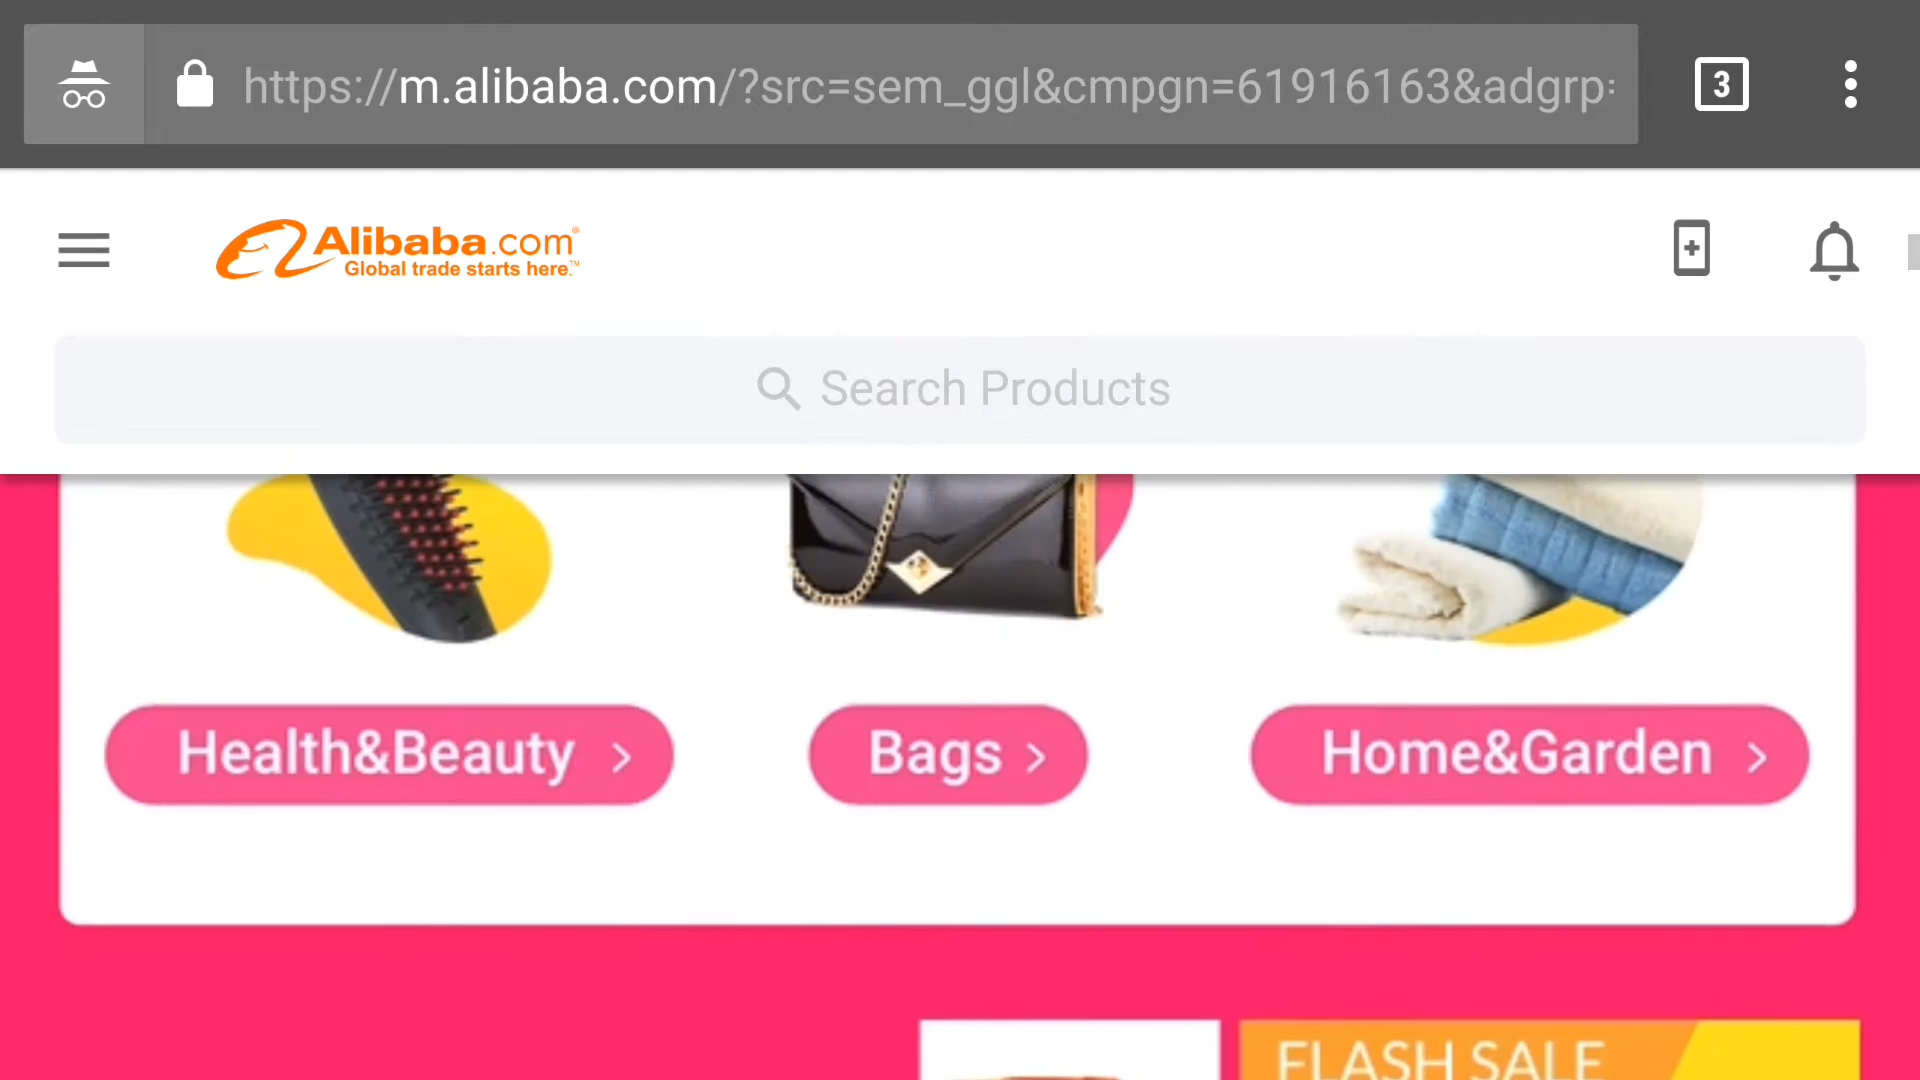 https://m.alibaba.com/?src=sem_ggl&cmpgn=61916163&adgrp=
3
Alibaba.com®
Global trade starts here.™
Search Products
Health&Beauty >
Bags >
Home&Garden >
FLASH SALE